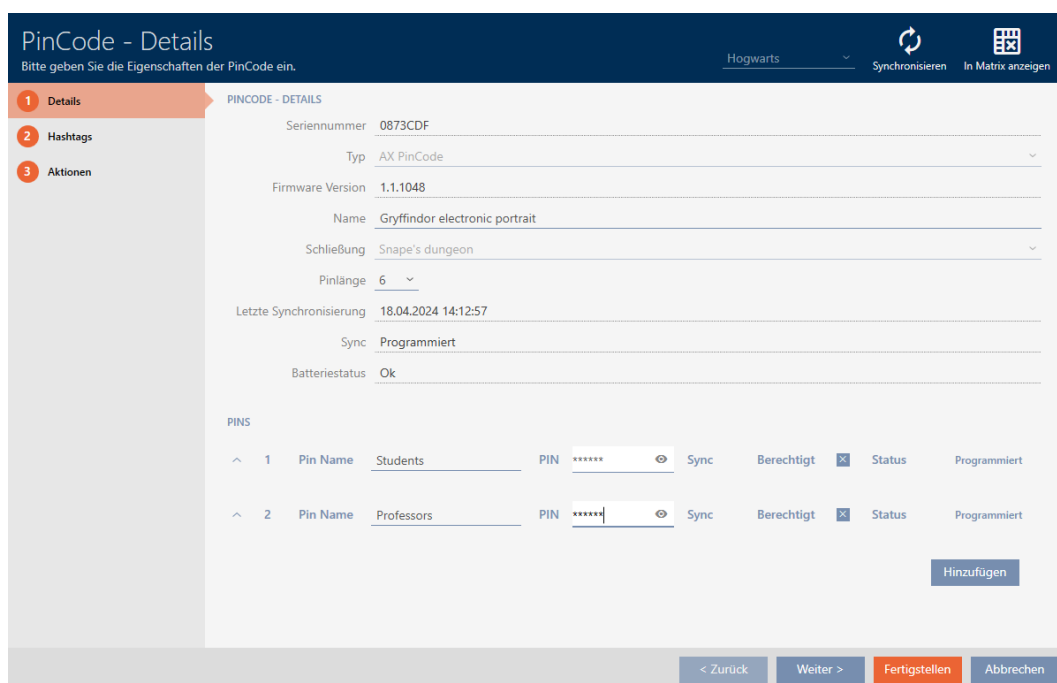 PinCode - Details
Bitte geben Sie die Eigenschaften der PinCode ein.
Hogwarts
Synchronisieren
In Matrix anzeigen
1 Details
2 Hashtags
3 Aktionen
PINCODE - DETAILS
Seriennummer 0873CDF
Typ AX PinCode
Firmware Version 1.1.1048
Name Gryffindor electronic portrait
Schließung Snape's dungeon
Pinlänge 6
Letzte Synchronisierung 18.04.2024 14:12:57
Sync Programmiert
Batteriestatus Ok
PINS
1 Pin Name Students PIN ****** Sync Berechtigt Status Programmiert
2 Pin Name Professors PIN ****** Sync Berechtigt Status Programmiert
Hinzufügen
< Zurück Weiter > Fertigstellen Abbrechen